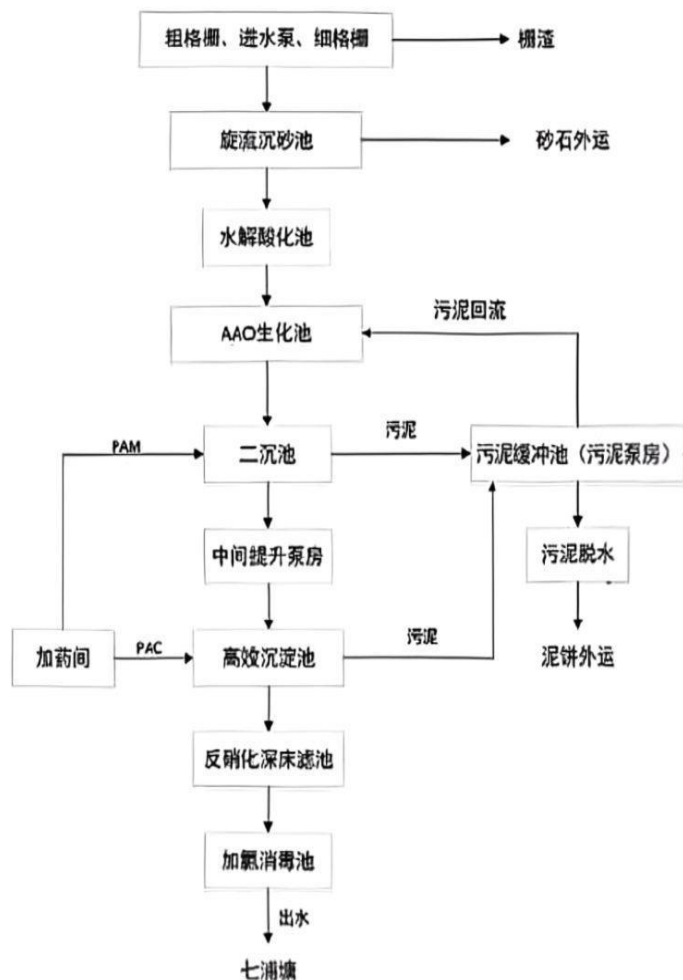 粗格栅、进水泵、细格栅
栅渣
旋流沉砂池
砂石外运
水解酸化池
污泥回流
AAO生化池
PAM
二沉池
污泥
污泥缓冲池（污泥泵房）
中间提升泵房
污泥脱水
加药间
PAC
高效沉淀池
污泥
泥饼外运
反硝化深床滤池
加氯消毒池
出水
七浦塘